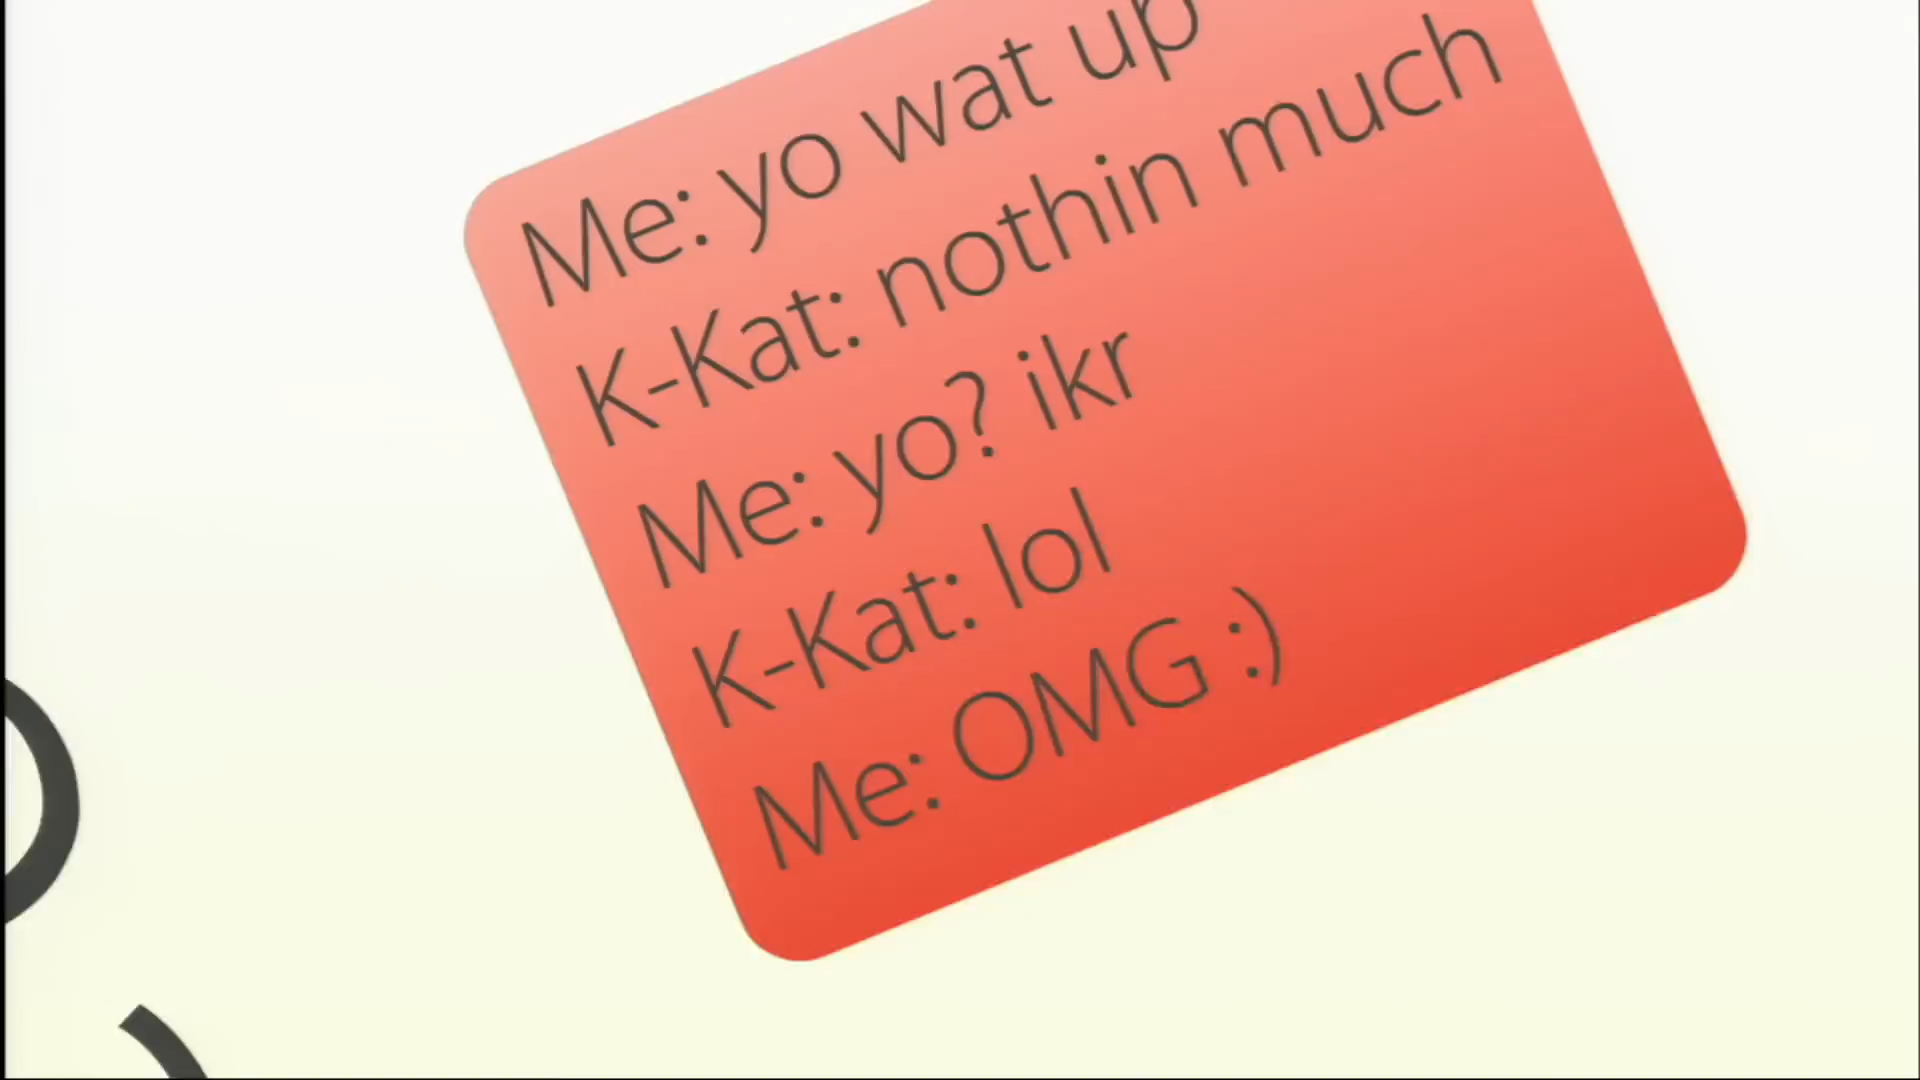 Me: yo wat up
K-Kat: nothin much
Me: yo? ikr
K-Kat: lol
Me: OMG :)